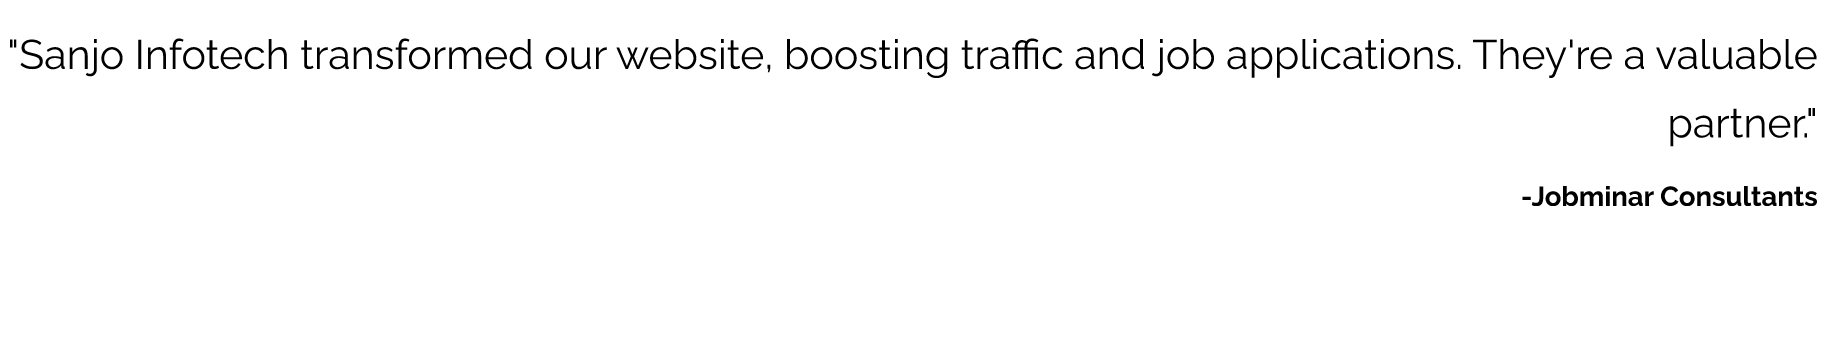 "Sanjo Infotech transformed our website, boosting traffic and job applications. They're a valuable
partner."
-Jobminar Consultants